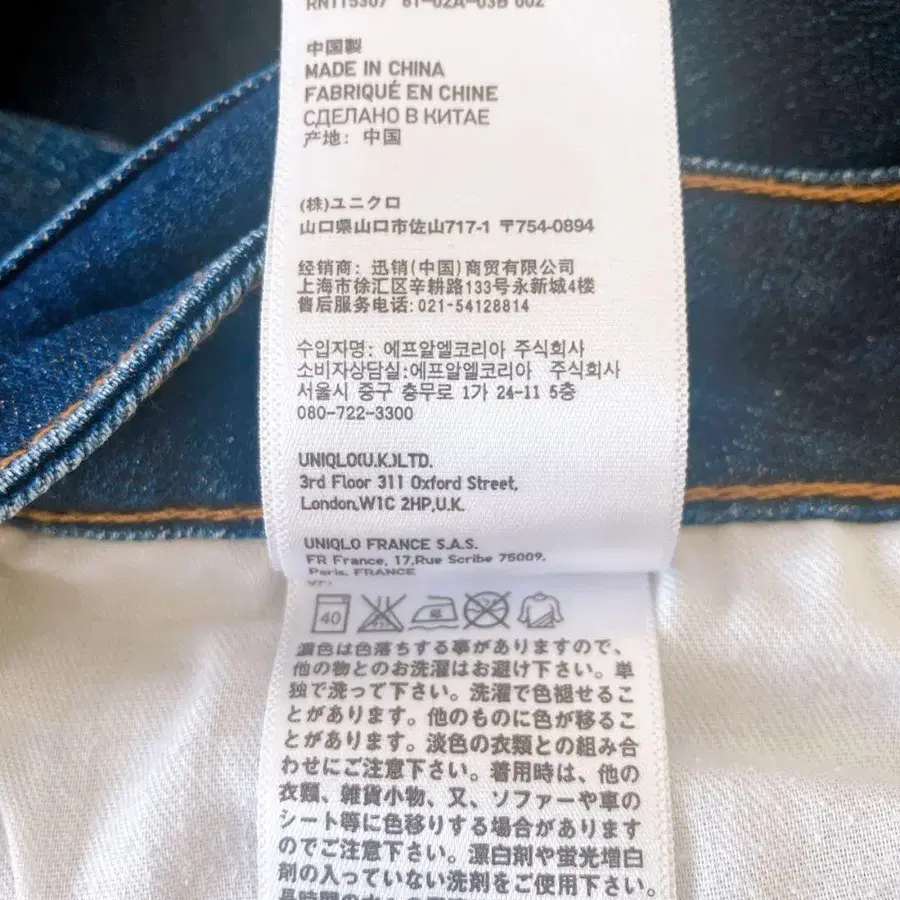 RN115307 61-02A-03B 002
中国製
MADE IN CHINA
FABRIQUÉ EN CHINE
СДЕЛАНО В КИТАЕ
产地: 中国
(株)ユニクロ
山口県山口市佐山717-1 〒754-0894
经销商: 迅销(中国)商贸有限公司
上海市徐汇区辛耕路133号永新城4楼
售后服务电话:021-54128814
수입자명: 에프알엘코리아 주식회사
소비자상담실:에프알엘코리아 주식회사
서울시 중구 충무로 1가 24-11 5층
080-722-3300
UNIQLO(U.K.)LTD.
3rd Floor 311 Oxford Street,
London,W1C 2HP,U.K.
UNIQLO FRANCE S.A.S.
FR France, 17,Rue Scribe 75009,
Paris, FRANCE
40
濃色は色落ちする事がありますので、
他の物とのお洗濯はお避け下さい。単
独で洗って下さい。洗濯で色褪せるこ
とがあります。他のものに色が移るこ
とがあります。淡色の衣類との組み合
わせにご注意下さい。着用時は、他の
衣類、雑貨小物、又、ソファーや車の
シート等に色移りする場合があります
のでご注意下さい。漂白剤や蛍光増白
剤の入っていない洗剤をご使用下さい。